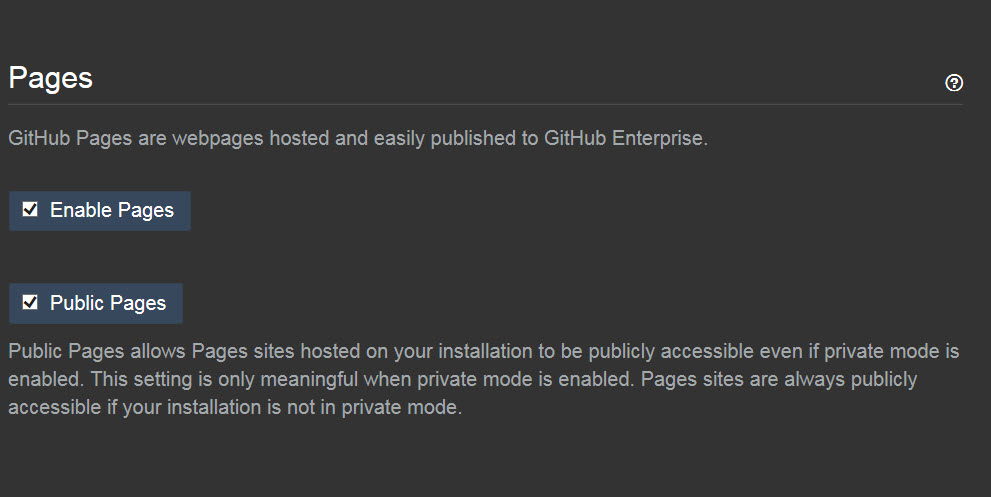 Pages
GitHub Pages are webpages hosted and easily published to GitHub Enterprise.
Enable Pages
Public Pages
Public Pages allows Pages sites hosted on your installation to be publicly accessible even if private mode is
enabled. This setting is only meaningful when private mode is enabled. Pages sites are always publicly
accessible if your installation is not in private mode.